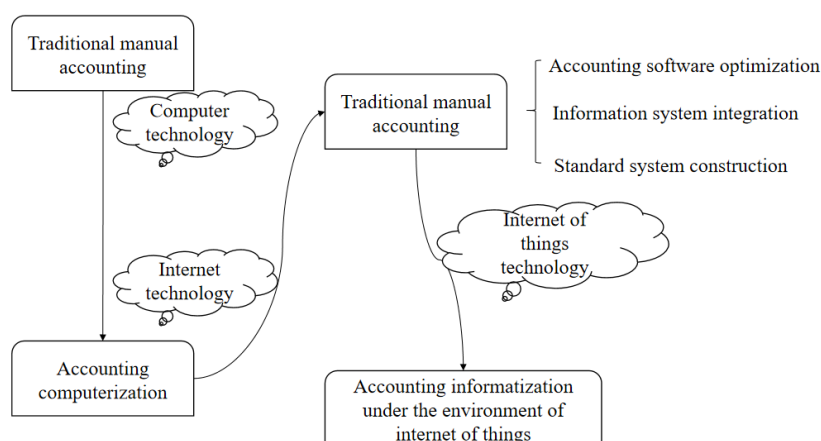 Traditional manual
accounting
Computer
technology
Internet
technology
Accounting
computerization
Traditional manual
accounting
Accounting software optimization
Information system integration
Standard system construction
Internet of
things
technology
Accounting informatization
under the environment of
internet of things